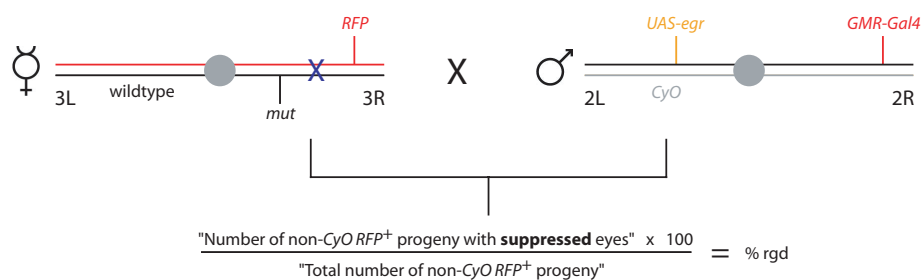 RFP
UAS-egr
GMR-Gal4
X
X
wildtype
3L
mut
3R
2L
CyO
2R
"Number of non-CyO RFP+ progeny with suppressed eyes" x 100
"Total number of non-CyO RFP+ progeny"
= % rgd